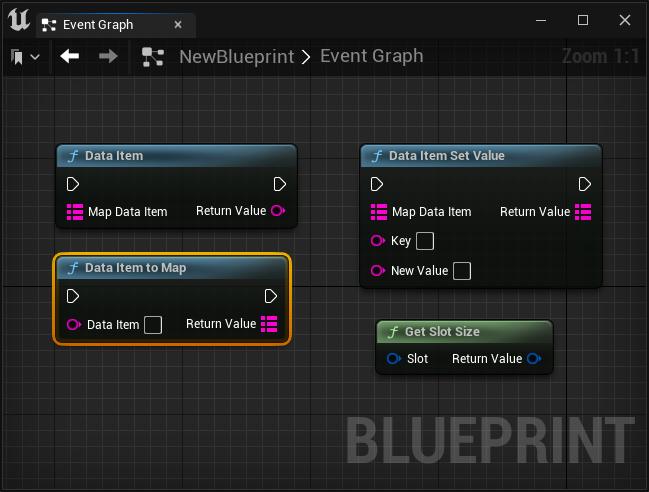 Event Graph
NewBlueprint > Event Graph
Zoom 1:1
Data Item
Map Data Item Return Value
Data Item Set Value
Map Data Item Return Value
Key
New Value
Data Item to Map
Data Item Return Value
Get Slot Size
Slot Return Value
BLUEPRINT